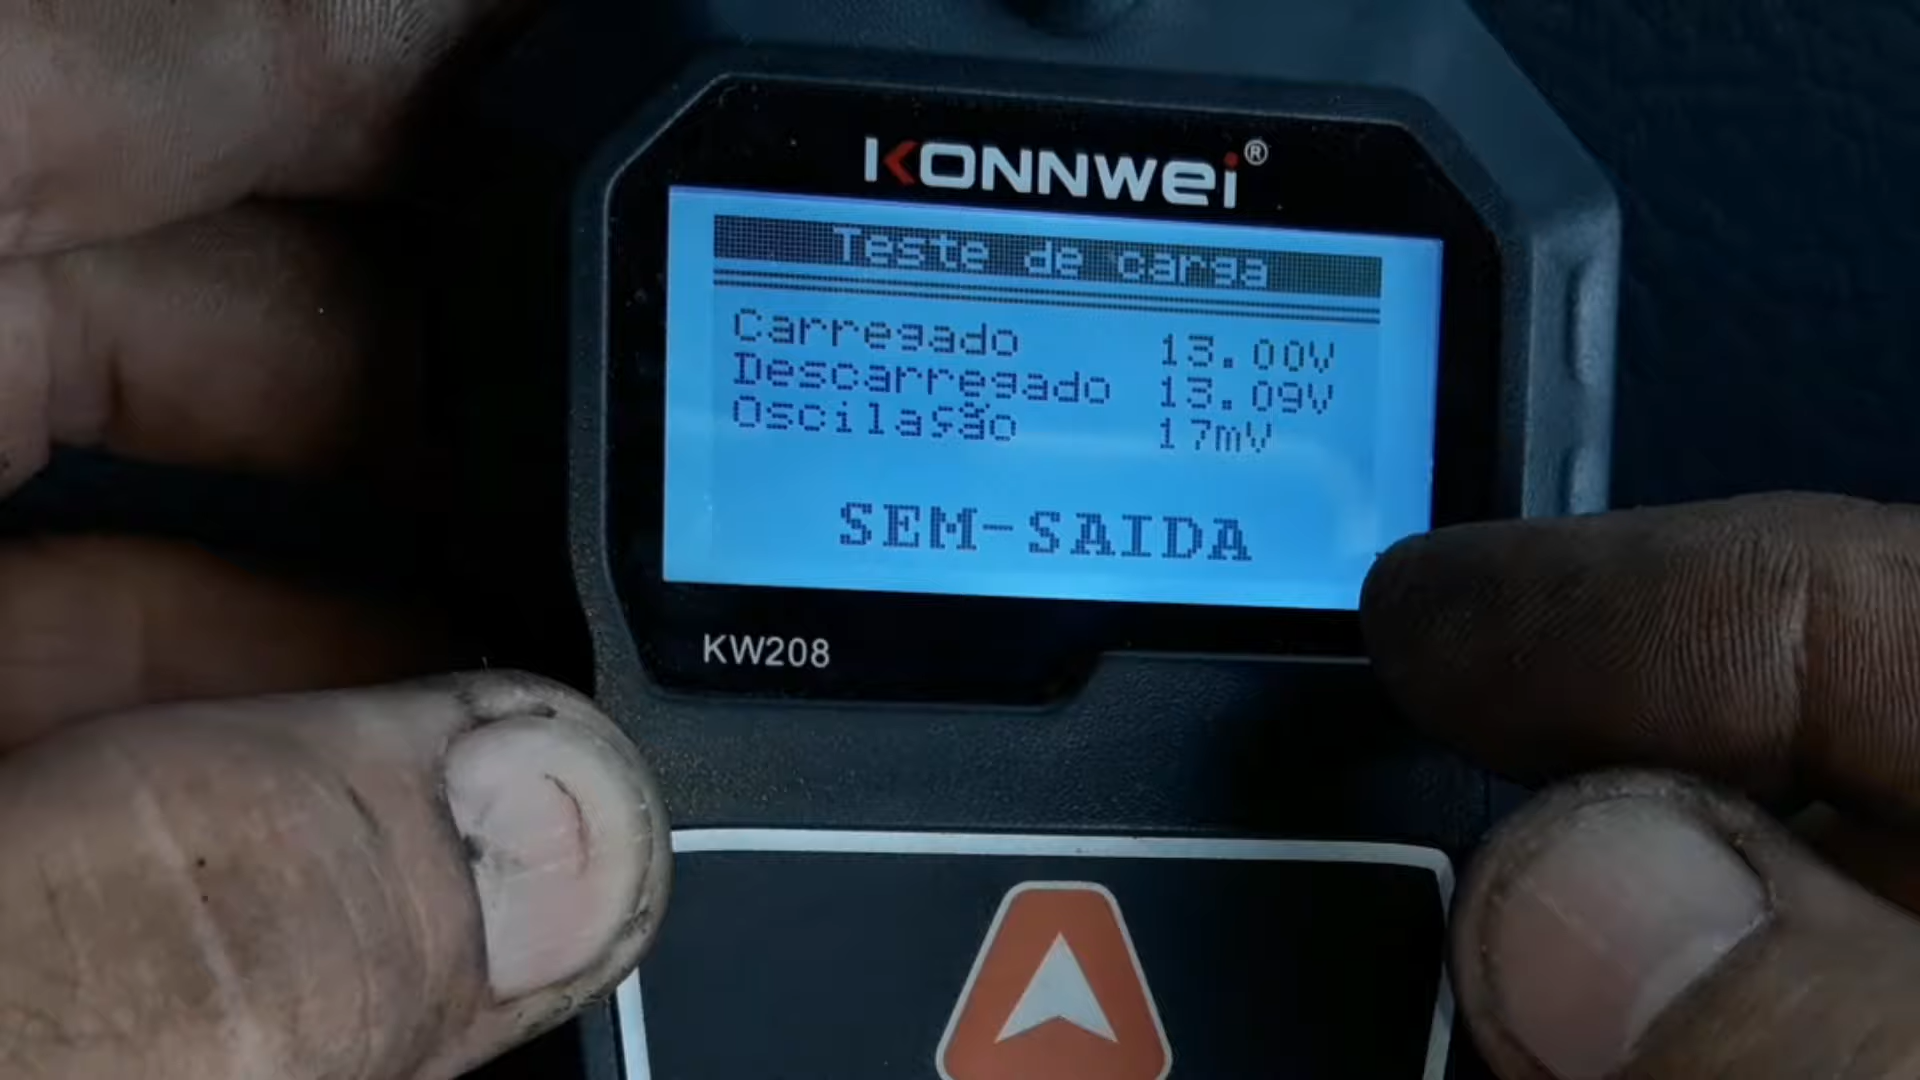 KONNWEI®
Teste de carga
Carregado 13.00V
Descarregado 13.09V
Oscilação 17mV
SEM-SAIDA
KW208